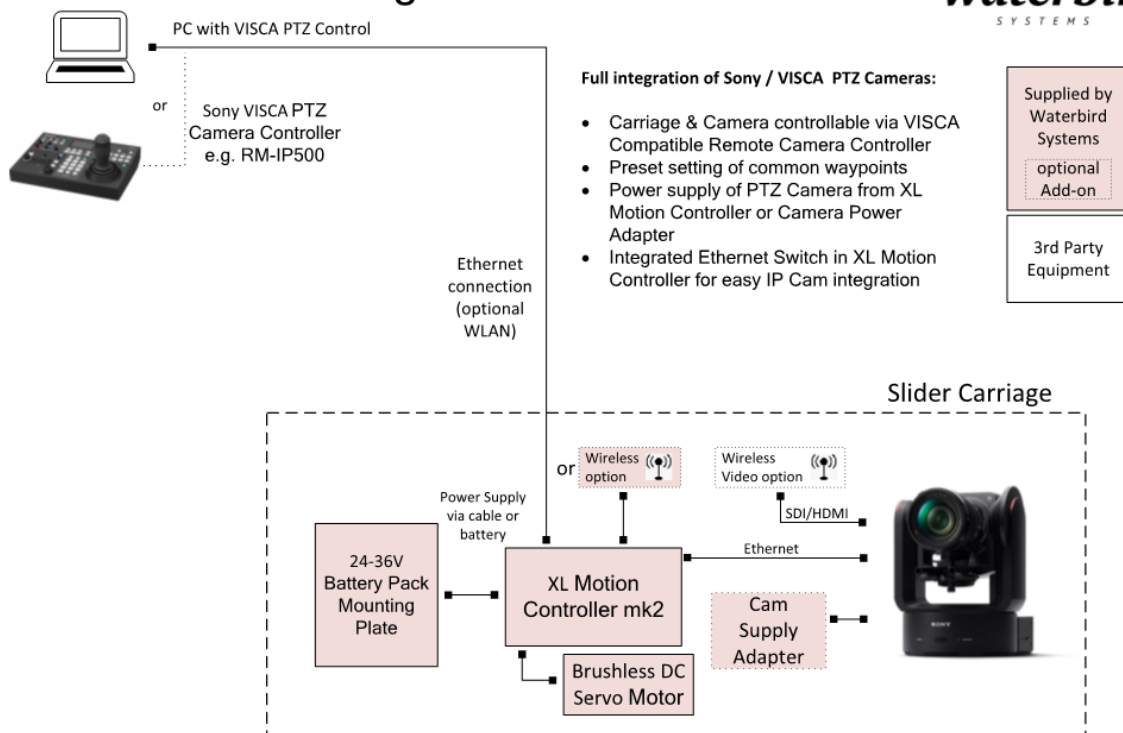 SYSTEMS
PC with VISCA PTZ Control
or
Sony VISCA PTZ
Camera Controller
e.g. RM-IP500
Full integration of Sony / VISCA PTZ Cameras:
• Carriage & Camera controllable via VISCA
Compatible Remote Camera Controller
• Preset setting of common waypoints
• Power supply of PTZ Camera from XL
Motion Controller or Camera Power
Adapter
• Integrated Ethernet Switch in XL Motion
Controller for easy IP Cam integration
Supplied by
Waterbird
Systems
optional
Add-on
3rd Party
Equipment
Ethernet
connection
(optional
WLAN)
Slider Carriage
or
Wireless
option
Wireless
Video option
SDI/HDMI
Power Supply
via cable or
battery
Ethernet
24-36V
Battery Pack
Mounting
Plate
XL Motion
Controller mk2
Cam
Supply
Adapter
Brushless DC
Servo Motor
SONY